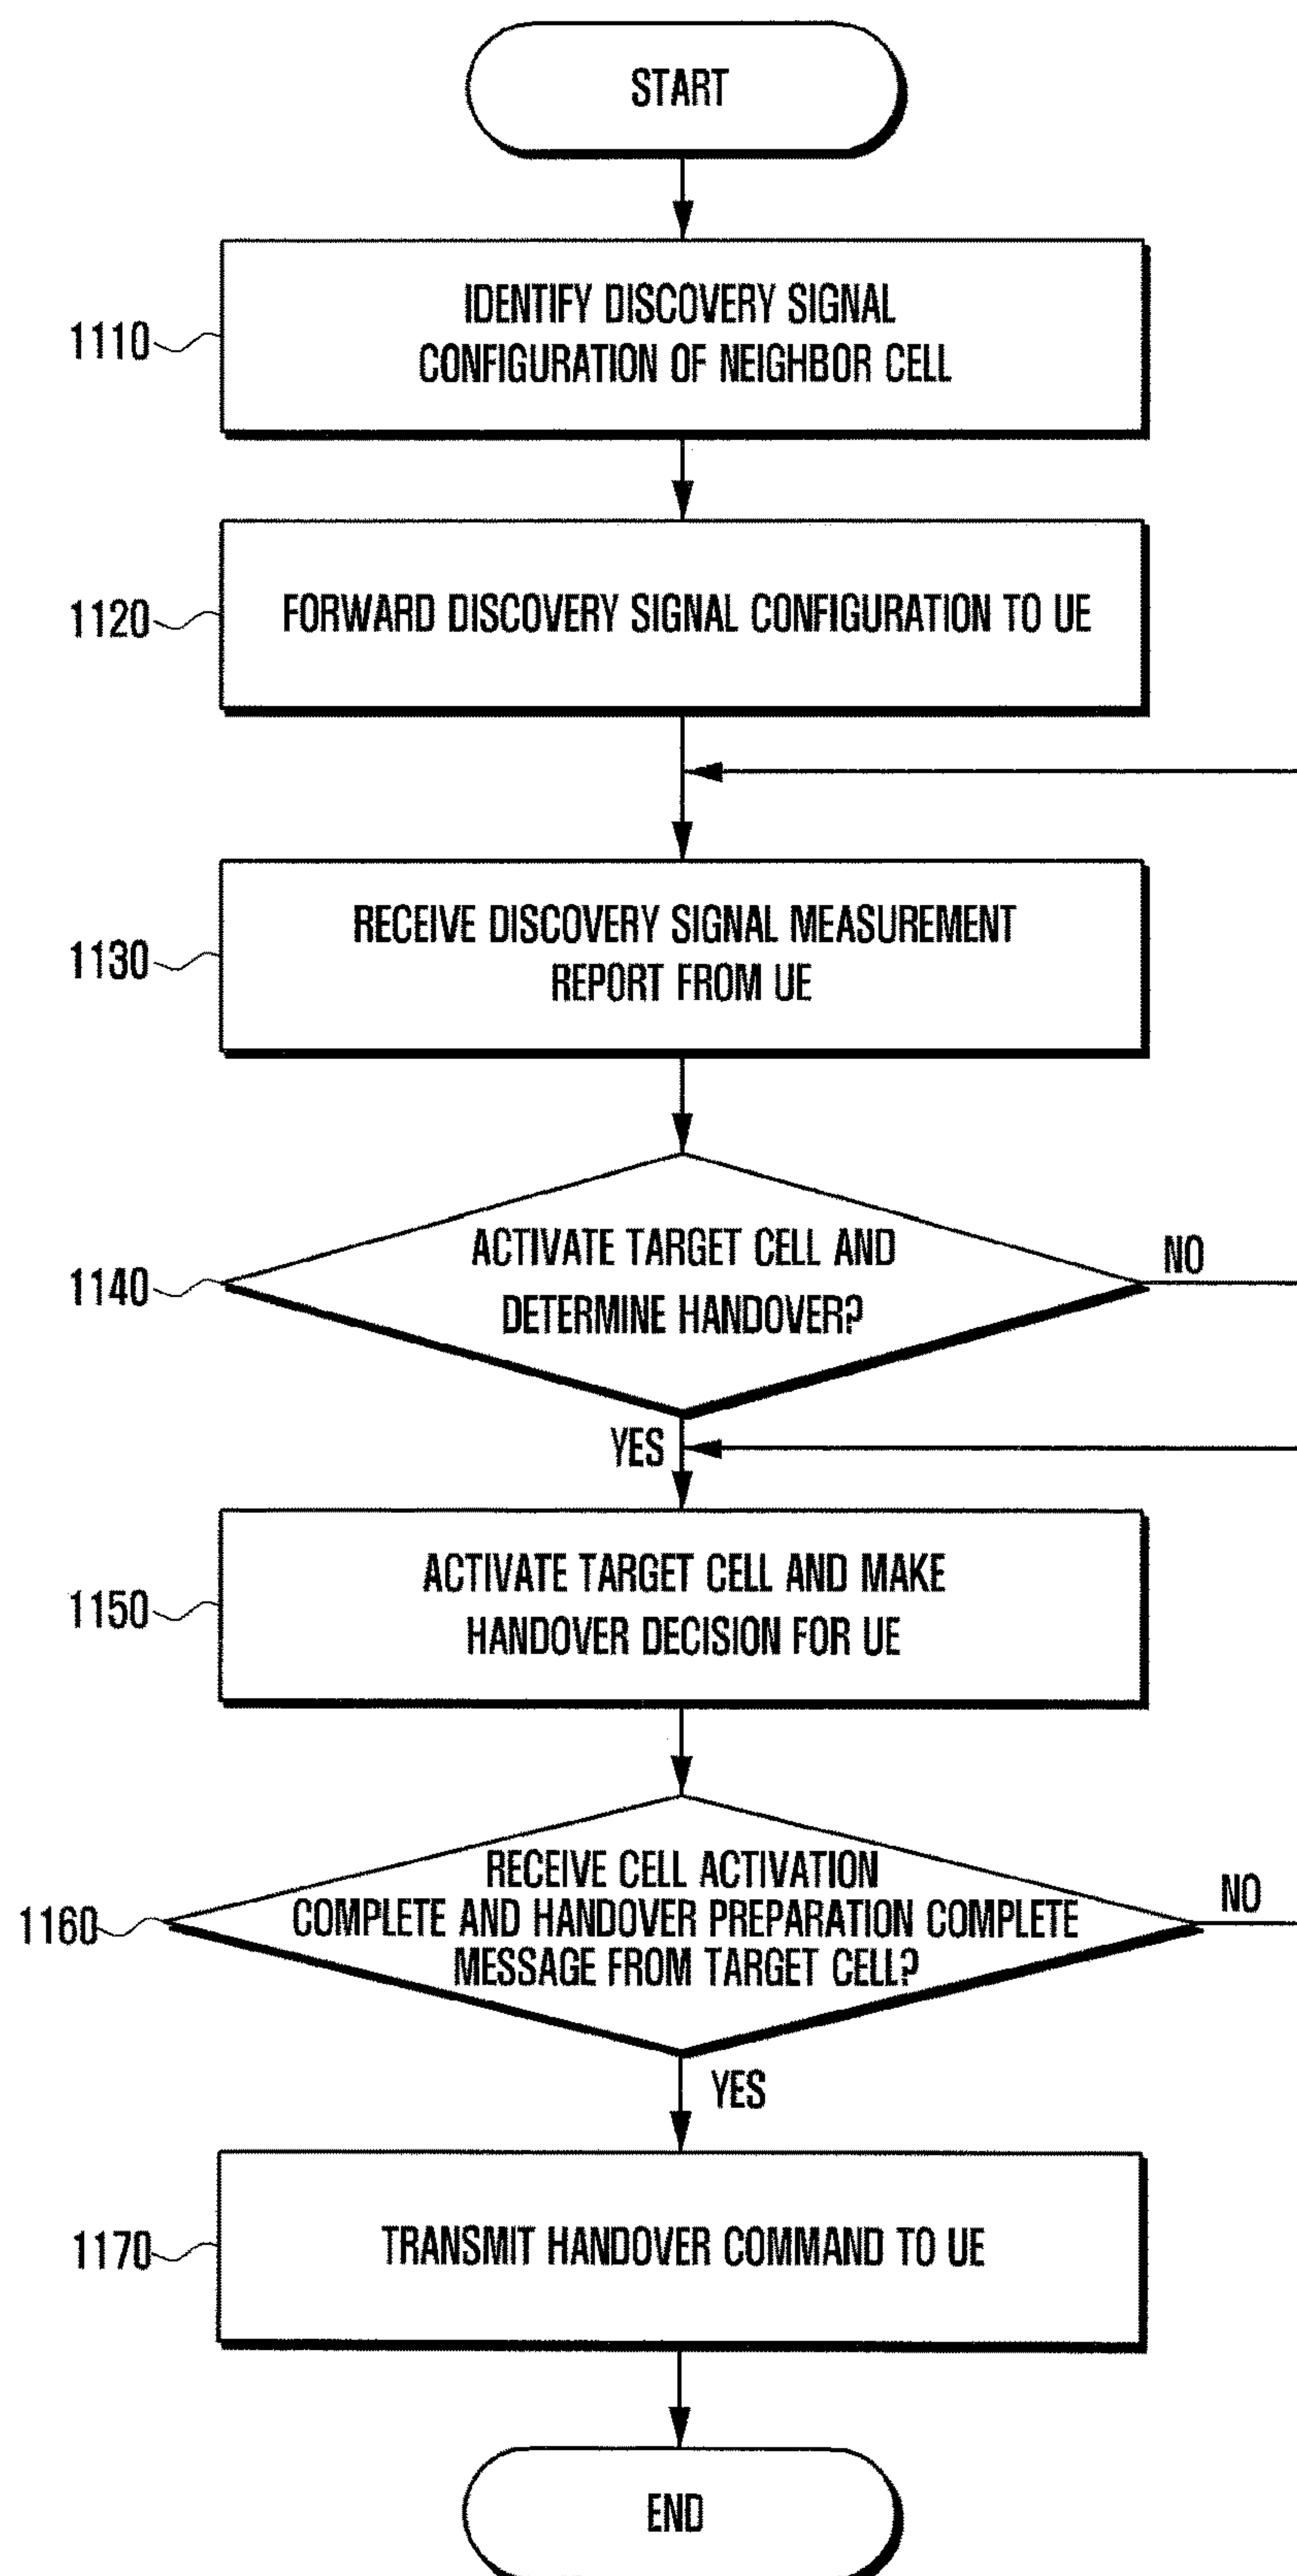 START
1110
IDENTIFY DISCOVERY SIGNAL
CONFIGURATION OF NEIGHBOR CELL
1120
FORWARD DISCOVERY SIGNAL CONFIGURATION TO UE
1130
RECEIVE DISCOVERY SIGNAL MEASUREMENT
REPORT FROM UE
1140
ACTIVATE TARGET CELL AND
DETERMINE HANDOVER?
NO
YES
1150
ACTIVATE TARGET CELL AND MAKE
HANDOVER DECISION FOR UE
1160
RECEIVE CELL ACTIVATION
COMPLETE AND HANDOVER PREPARATION COMPLETE
MESSAGE FROM TARGET CELL?
NO
YES
1170
TRANSMIT HANDOVER COMMAND TO UE
END